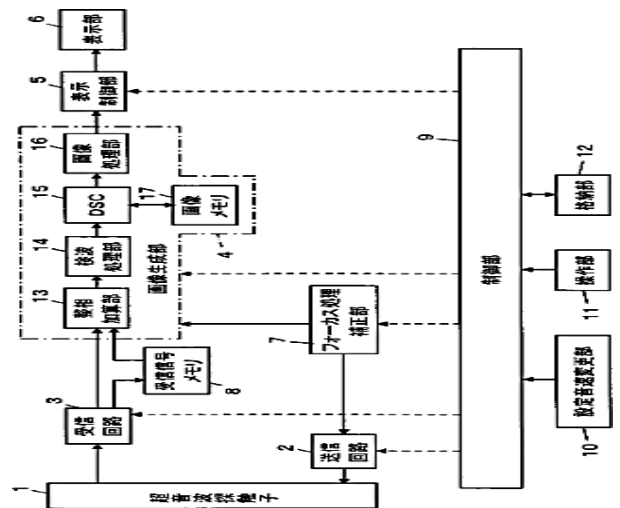 1
超音波探触子
2
送信
回路
3
受信
回路
8
受信信号
メモリ
13
整相
加算部
14
検波
処理部
15
DSC
16
画像
処理部
17
画像
メモリ
画像生成部
4
5
表示
制御部
6
表示部
7
フォーカス処理
補正部
9
制御部
10
設定音速変更部
11
操作部
12
格納部